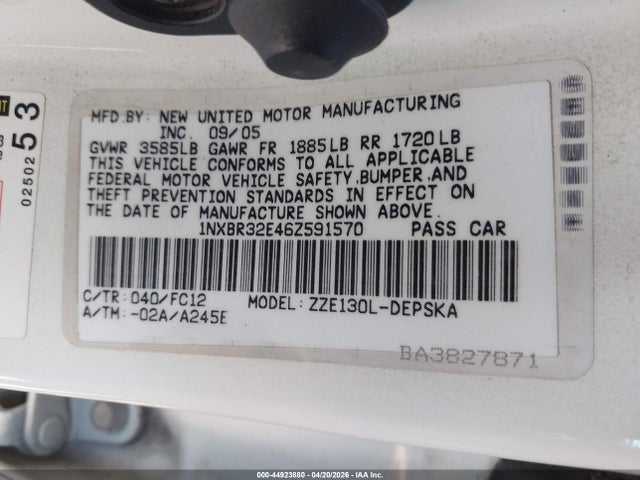 MFD.BY: NEW UNITED MOTOR MANUFACTURING
INC. 09/05
GVWR 3585LB GAWR FR 1885LB RR 1720LB
THIS VEHICLE CONFORMS TO ALL APPLICABLE
FEDERAL MOTOR VEHICLE SAFETY,BUMPER,AND
THEFT PREVENTION STANDARDS IN EFFECT ON
THE DATE OF MANUFACTURE SHOWN ABOVE.
1NXBR32E46Z591570 PASS CAR
C/TR: 040/FC12 MODEL: ZZE130L-DEPSKA
A/TM: -02A/A245E
BA3827871
53
02502
000-44923880 - 04/20/2026 - IAA Inc.